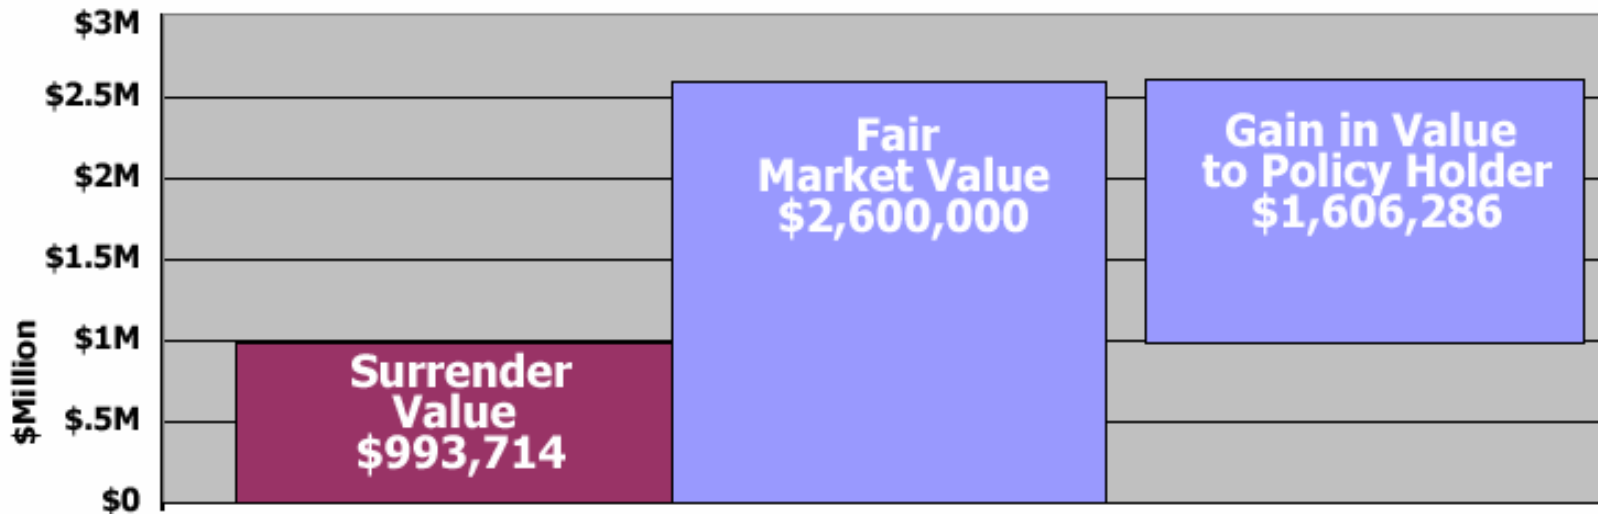 $3M
$2.5M
$2M
$1.5M
$1M
$.5M
$0
$Million
Surrender
Value
$993,714
Fair
Market Value
$2,600,000
Gain in Value
to Policy Holder
$1,606,286